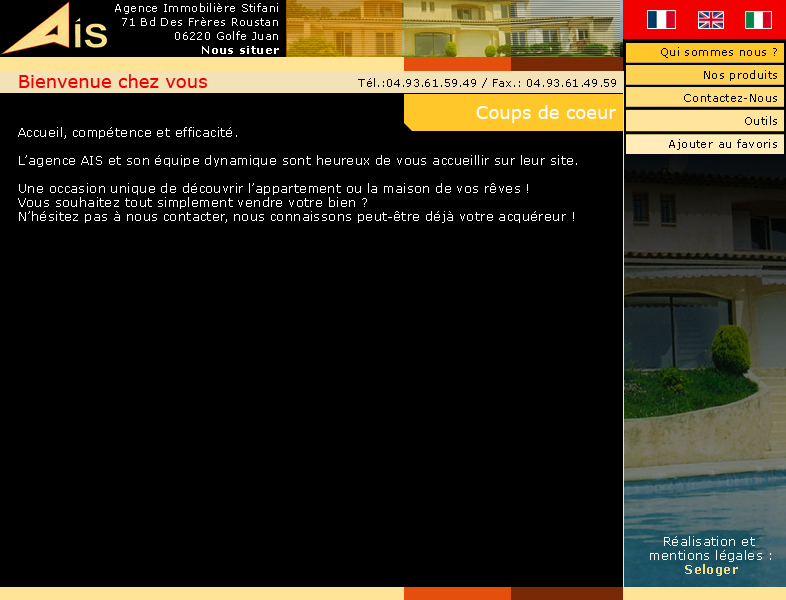 Ais
Agence Immobilière Stifani
71 Bd Des Frères Roustan
06220 Golfe Juan
Nous situer
Bienvenue chez vous
Tél.:04.93.61.59.49 / Fax.: 04.93.61.49.59
Coups de coeur
Accueil, compétence et efficacité.
L'agence AIS et son équipe dynamique sont heureux de vous accueillir sur leur site.
Une occasion unique de découvrir l'appartement ou la maison de vos rêves !
Vous souhaitez tout simplement vendre votre bien ?
N'hésitez pas à nous contacter, nous connaissons peut-être déjà votre acquéreur !
Qui sommes nous ?
Nos produits
Contactez-Nous
Outils
Ajouter au favoris
Réalisation et
mentions légales :
Seloger